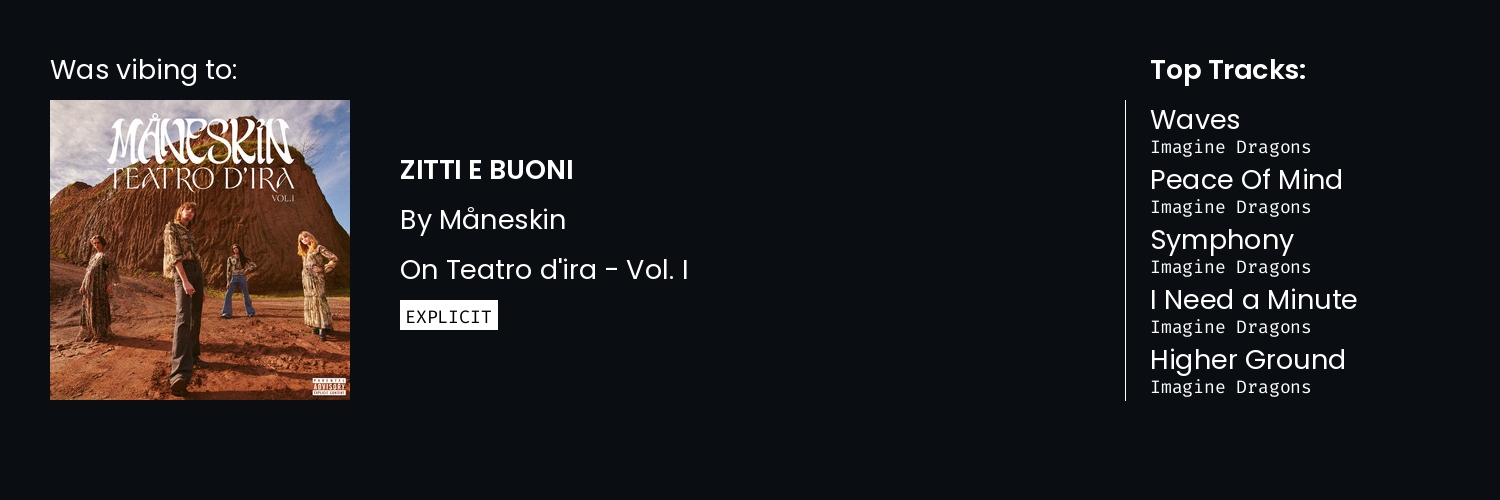 Was vibing to:
MÅNESKIN
TEATRO D'IRA
VOL.I
PARENTAL
ADVISORY
EXPLICIT CONTENT
ZITTI E BUONI
By Måneskin
On Teatro d'ira - Vol. I
EXPLICIT
Top Tracks:
Waves
Imagine Dragons
Peace Of Mind
Imagine Dragons
Symphony
Imagine Dragons
I Need a Minute
Imagine Dragons
Higher Ground
Imagine Dragons